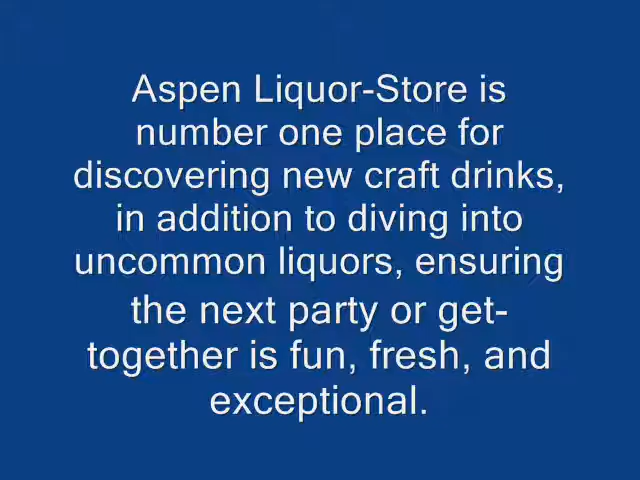 Aspen Liquor-Store is
number one place for
discovering new craft drinks,
in addition to diving into
uncommon liquors, ensuring
the next party or get-
together is fun, fresh, and
exceptional.